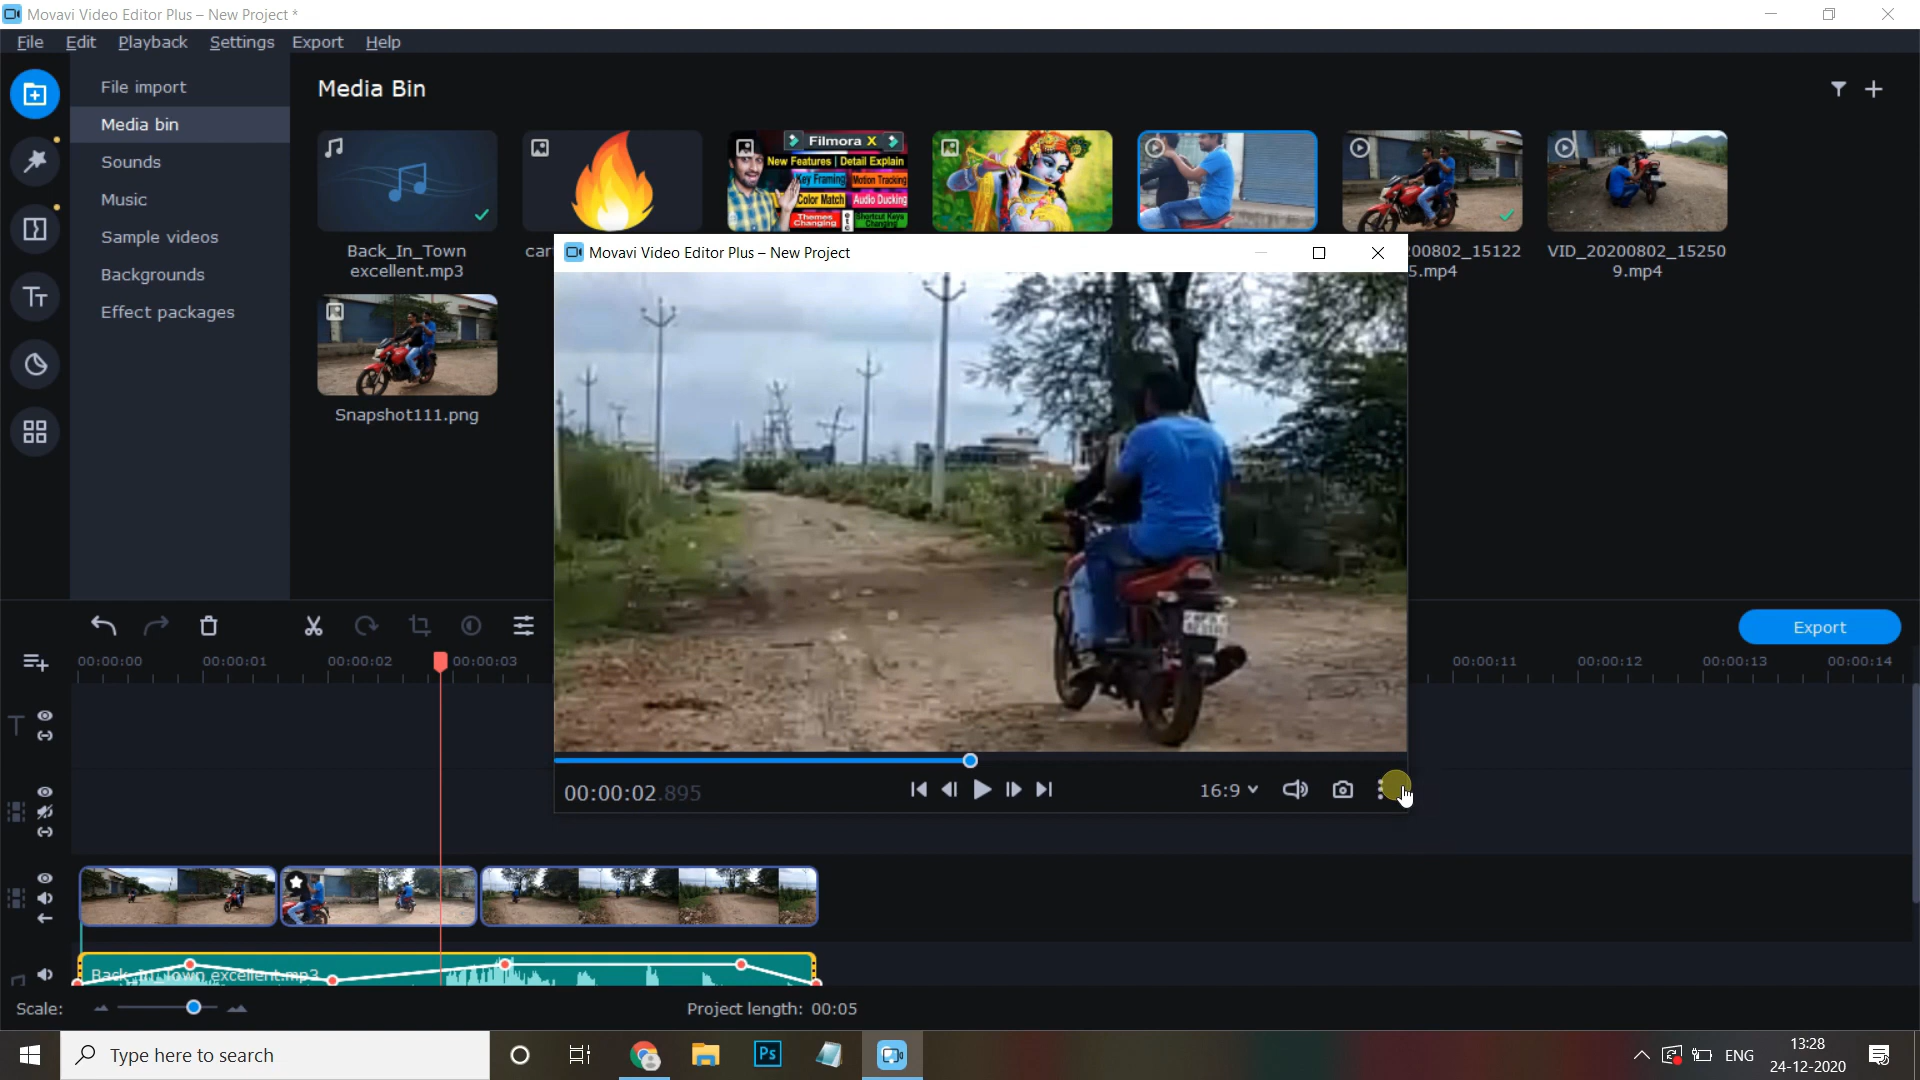 Movavi Video Editor Plus – New Project *
File Edit Playback Settings Export Help
File import
Media bin
Sounds
Music
Sample videos
Backgrounds
Effect packages
Media Bin
Filmora X
New Features | Detail Explain
Key Framing Motion Tracking
Color Match Audio Ducking
Themes Changing etc Shortcut Keys Changing
Back_In_Town
excellent.mp3
car
00802_15122
5.mp4
VID_20200802_15250
9.mp4
Snapshot111.png
Movavi Video Editor Plus – New Project
00:00:02.895
16:9
Export
00:00:00 00:00:01 00:00:02 00:00:03 00:00:11 00:00:12 00:00:13 00:00:14
Back_In_Town excellent.mp3
Scale:
Project length: 00:05
Type here to search
Ps
ENG
13:28
24-12-2020